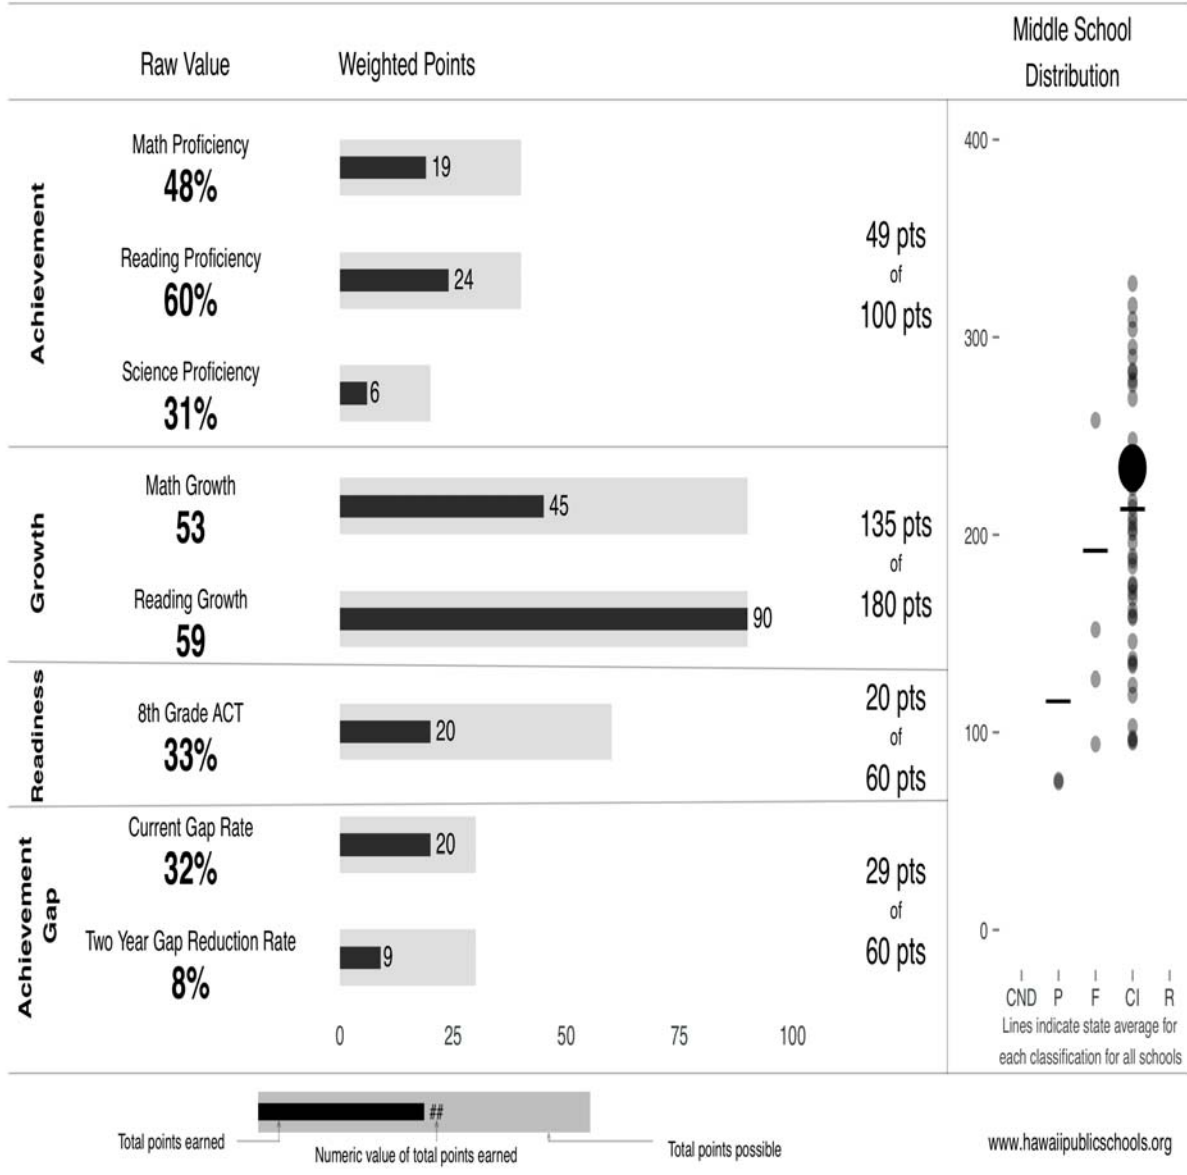 Raw Value
Weighted Points
Middle School
Distribution
Achievement
Math Proficiency
48%
19
Reading Proficiency
60%
24
Science Proficiency
31%
6
49 pts
of
100 pts
Growth
Math Growth
53
45
Reading Growth
59
90
135 pts
of
180 pts
Readiness
8th Grade ACT
33%
20
20 pts
of
60 pts
Achievement
Gap
Current Gap Rate
32%
20
Two Year Gap Reduction Rate
8%
9
29 pts
of
60 pts
0 25 50 75 100
400
300
200
100
0
CND P F CI R
Lines indicate state average for
each classification for all schools
##
Total points earned
Numeric value of total points earned
Total points possible
www.hawaiipublicschools.org